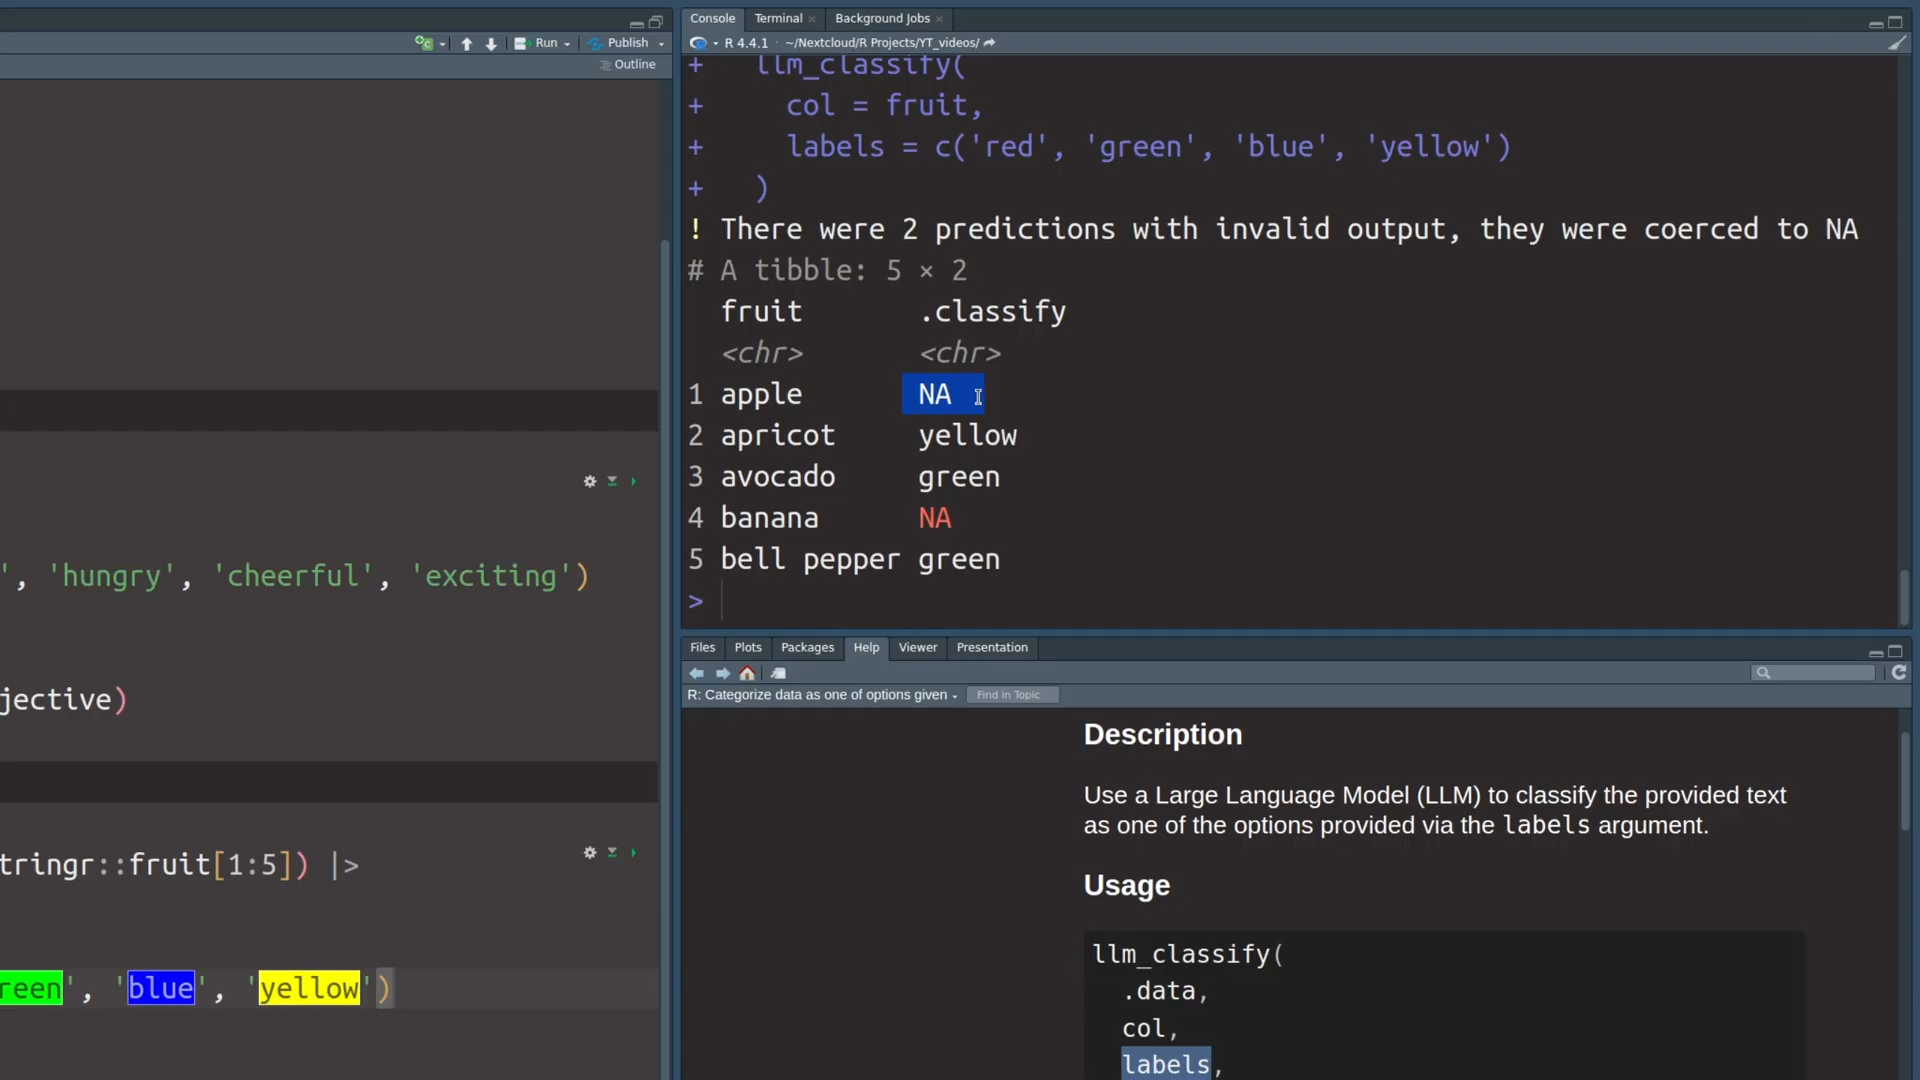 Run
Publish
Outline
', 'hungry', 'cheerful', 'exciting')
jective)
tringr::fruit[1:5]) |>
reen', 'blue', 'yellow')
Console Terminal × Background Jobs ×
R 4.4.1 · ~/Nextcloud/R Projects/YT_videos/
+ llm_classify(
+ col = fruit,
+ labels = c('red', 'green', 'blue', 'yellow')
+ )
! There were 2 predictions with invalid output, they were coerced to NA
# A tibble: 5 × 2
fruit .classify
<chr> <chr>
1 apple NA
2 apricot yellow
3 avocado green
4 banana NA
5 bell pepper green
>
Files Plots Packages Help Viewer Presentation
R: Categorize data as one of options given Find in Topic
Description
Use a Large Language Model (LLM) to classify the provided text
as one of the options provided via the labels argument.
Usage
llm_classify(
.data,
col,
labels,